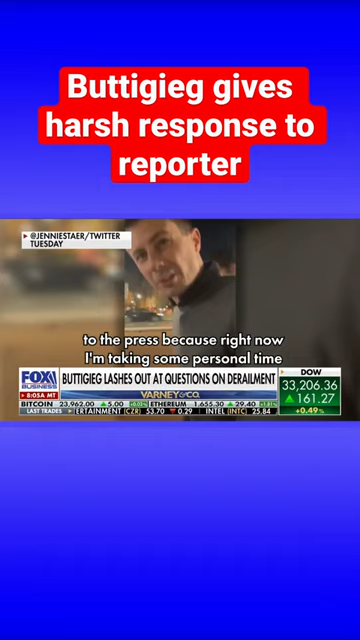 Buttigieg gives
harsh response to
reporter
@JENNIESTAER/TWITTER
TUESDAY
to the press because right now
I'm taking some personal time
FOX
BUSINESS
8:05A MT
BUTTIGIEG LASHES OUT AT QUESTIONS ON DERAILMENT
VARNEY&CO.
DOW
33,206.36
161.27
+0.49%
BITCOIN 23,962.00 5.00 ETHEREUM 1,655.30 29.40
LAST TRADES ERTAINMENT (CZR) 53.70 0.29 INTEL (INTC) 25.84